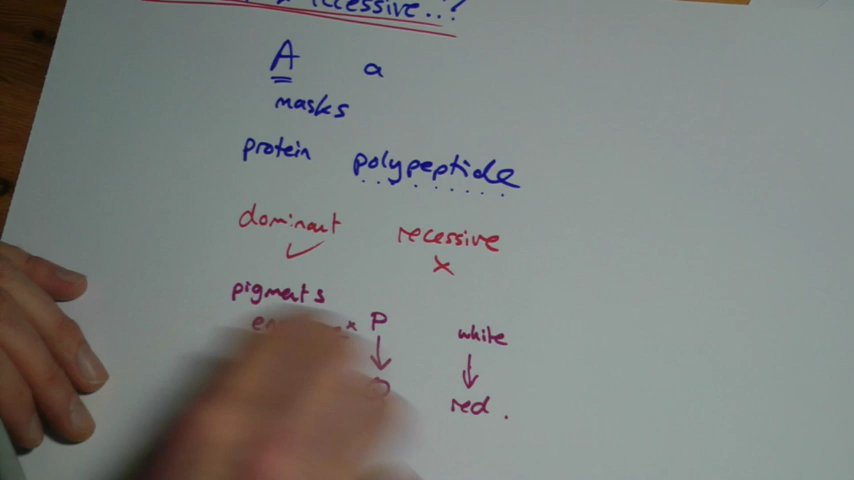 recessive..?
A a
masks
protein polypeptide
dominant recessive
✓ x
pigments
x P white
↓ ↓
red.